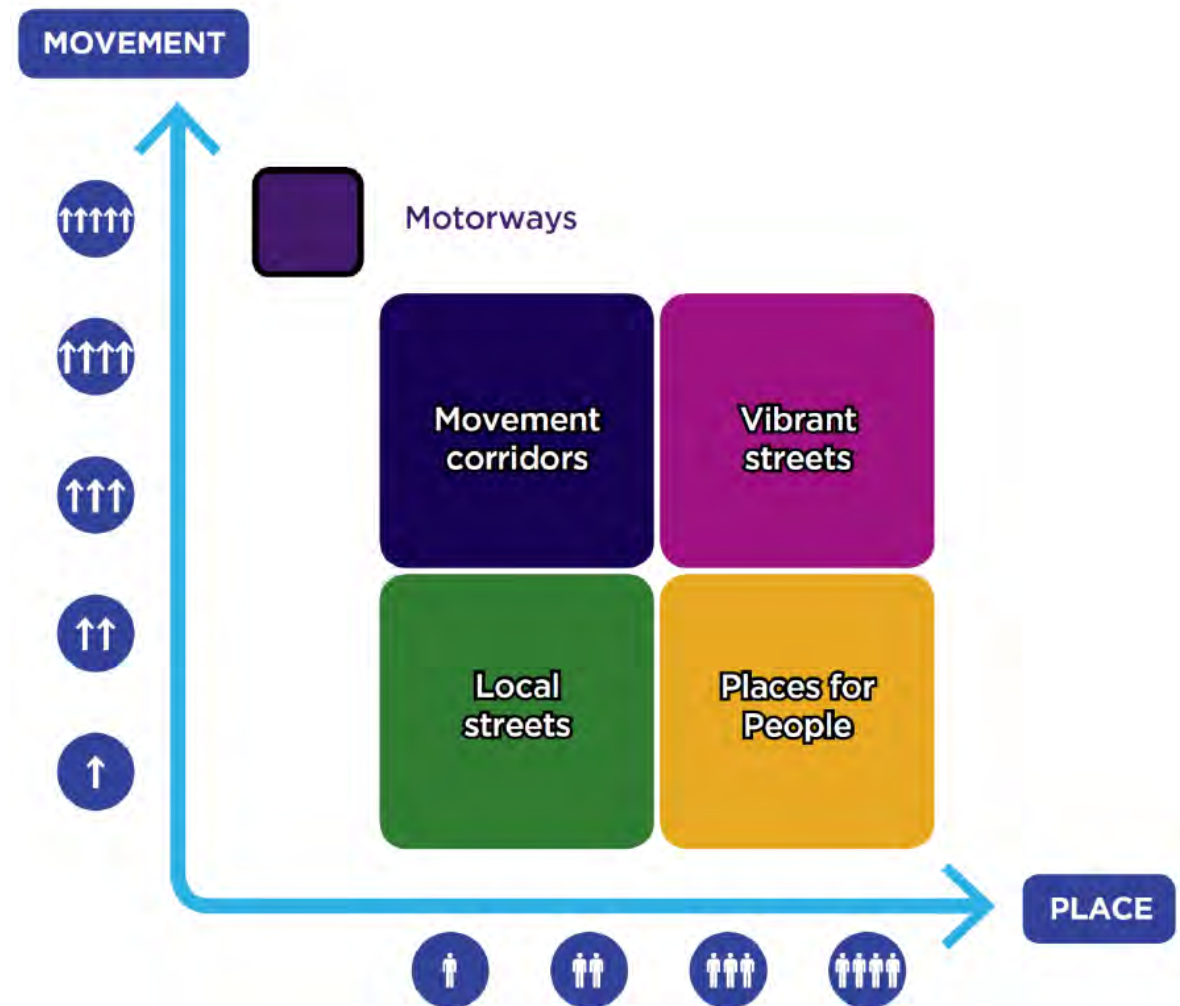 MOVEMENT
Motorways
Movement
corridors
Vibrant
streets
Local
streets
Places for
People
PLACE